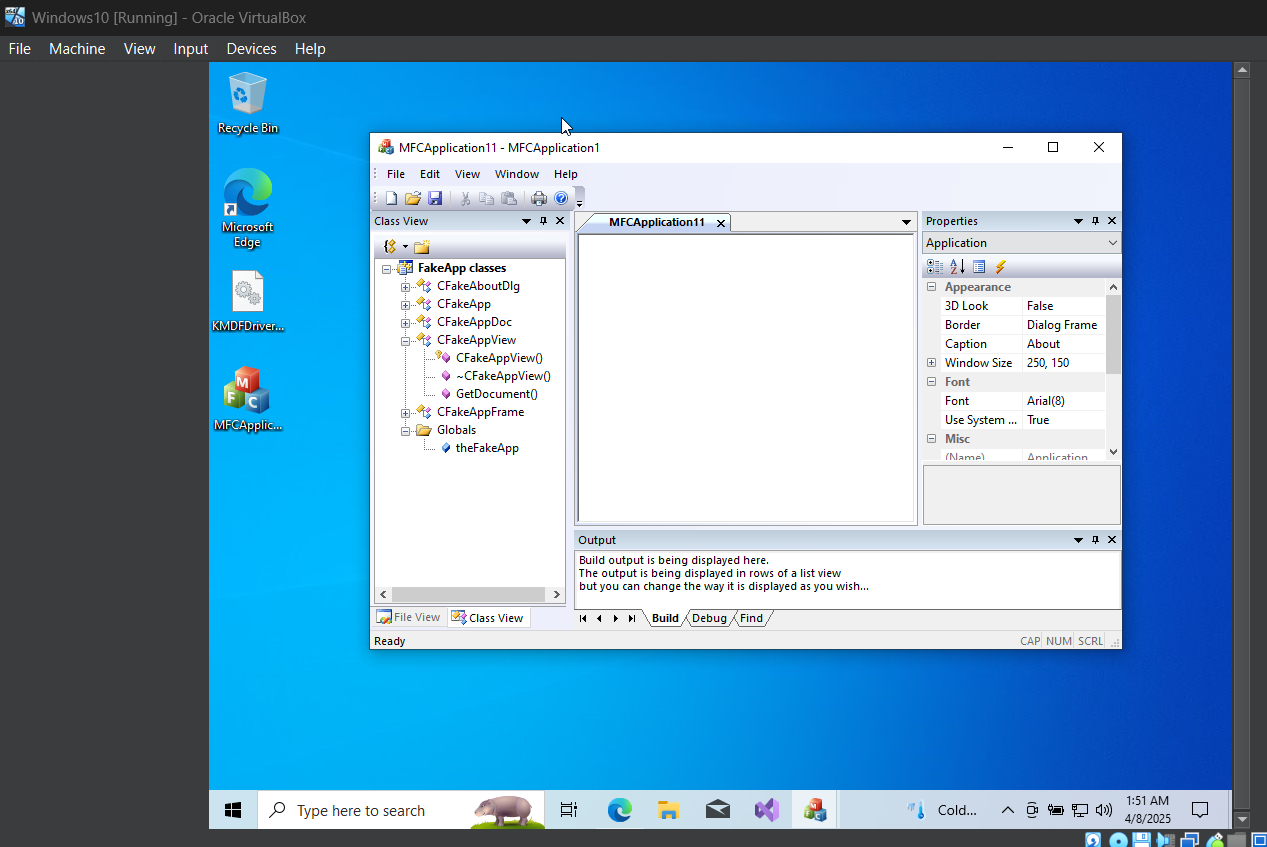 Windows10 [Running] - Oracle VirtualBox
File Machine View Input Devices Help
Recycle Bin
Microsoft
Edge
KMDFDriver...
MFCApplic...
MFCApplication11 - MFCApplication1
File Edit View Window Help
Class View
FakeApp classes
CFakeAboutDlg
CFakeApp
CFakeAppDoc
CFakeAppView
CFakeAppView()
~CFakeAppView()
GetDocument()
CFakeAppFrame
Globals
theFakeApp
File View Class View
MFCApplication11
Properties
Application
Appearance
3D Look False
Border Dialog Frame
Caption About
Window Size 250, 150
Font
Font Arial(8)
Use System ... True
Misc
(Name) Application
Output
Build output is being displayed here.
The output is being displayed in rows of a list view
but you can change the way it is displayed as you wish...
Build Debug Find
Ready
CAP NUM SCRL
Type here to search
Cold...
1:51 AM
4/8/2025